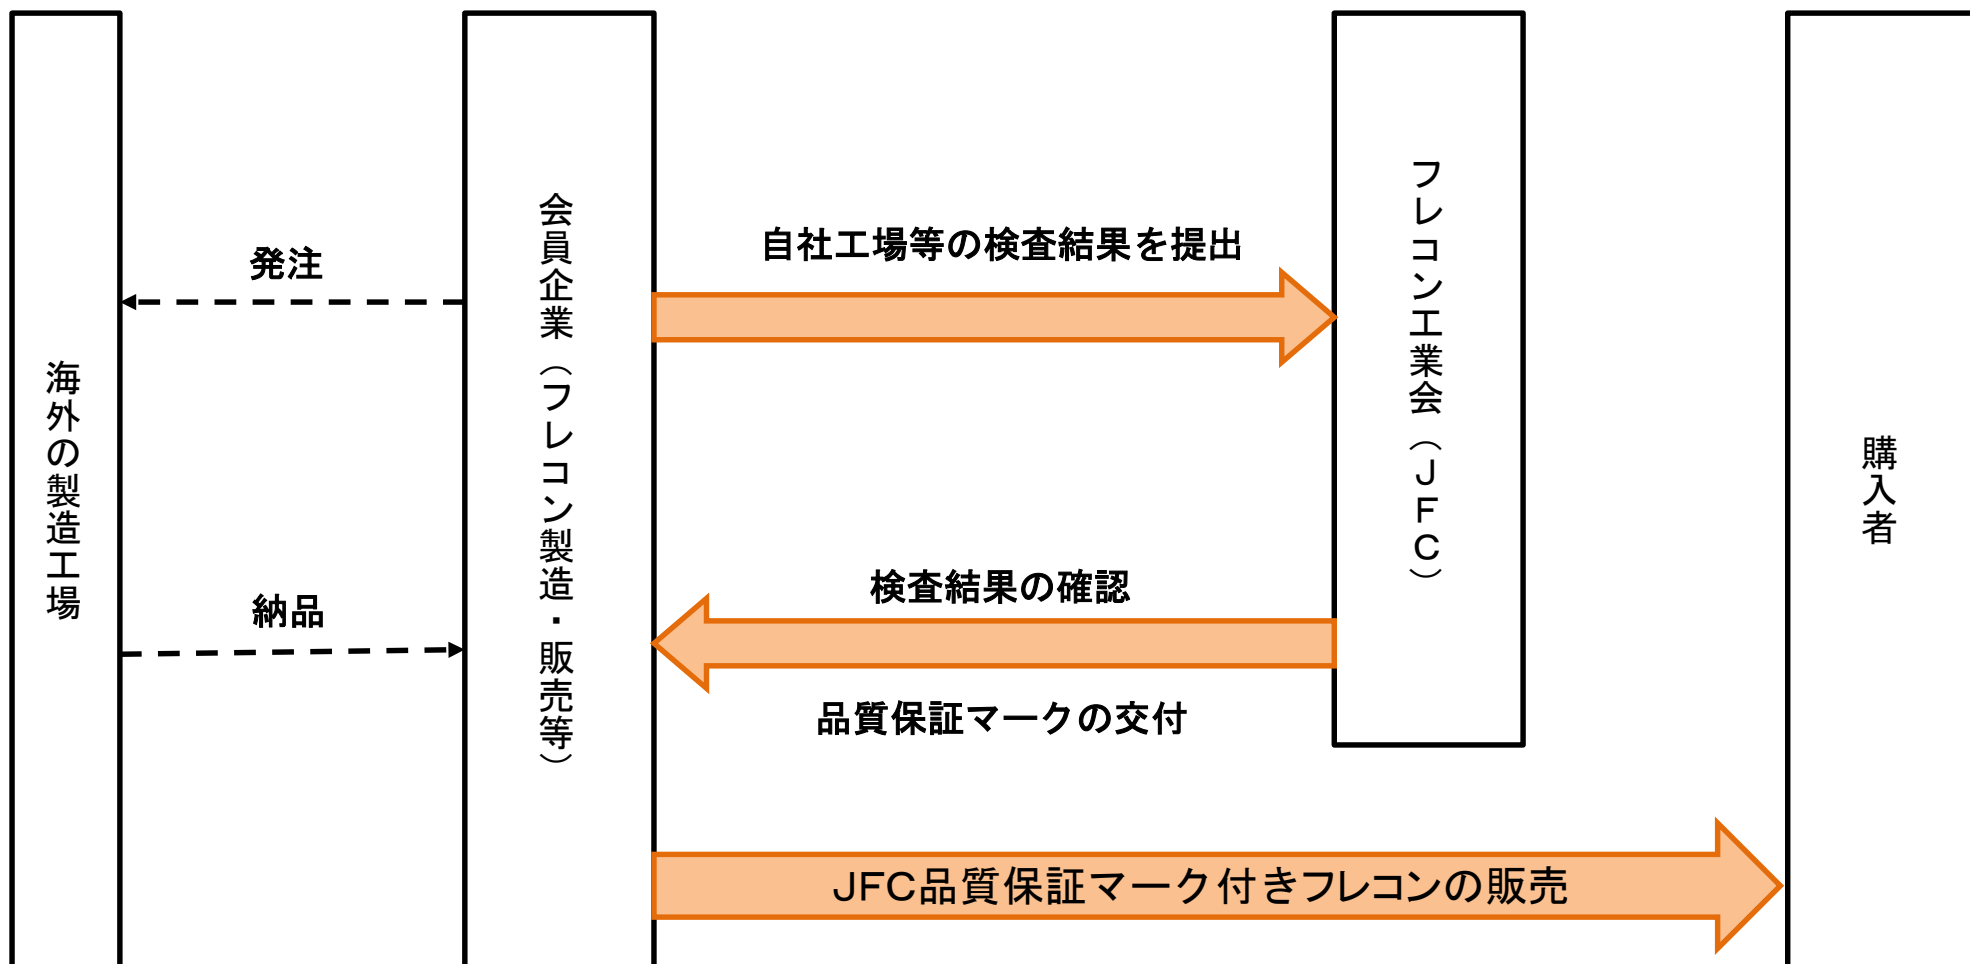 海外の製造工場
発注
納品
会員企業（フレコン製造・販売等）
自社工場等の検査結果を提出
検査結果の確認
品質保証マークの交付
フレコン工業会（ＪＦＣ）
購入者
JFC品質保証マーク付きフレコンの販売